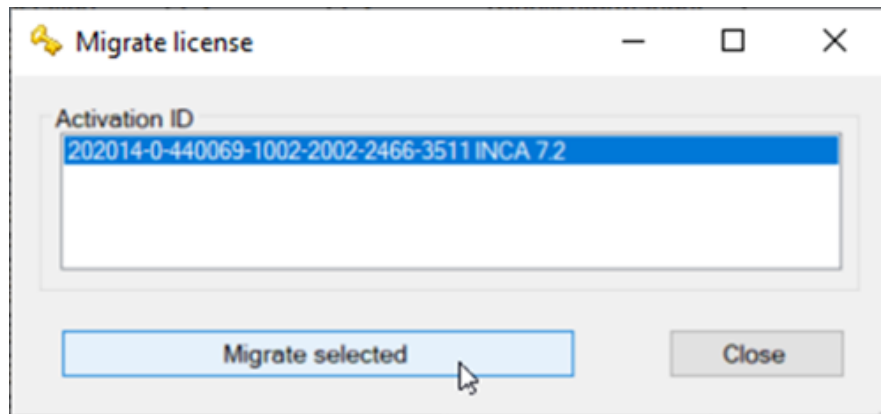 Migrate license
Activation ID
202014-0-440069-1002-2002-2466-3511 INCA 7.2
Migrate selected
Close